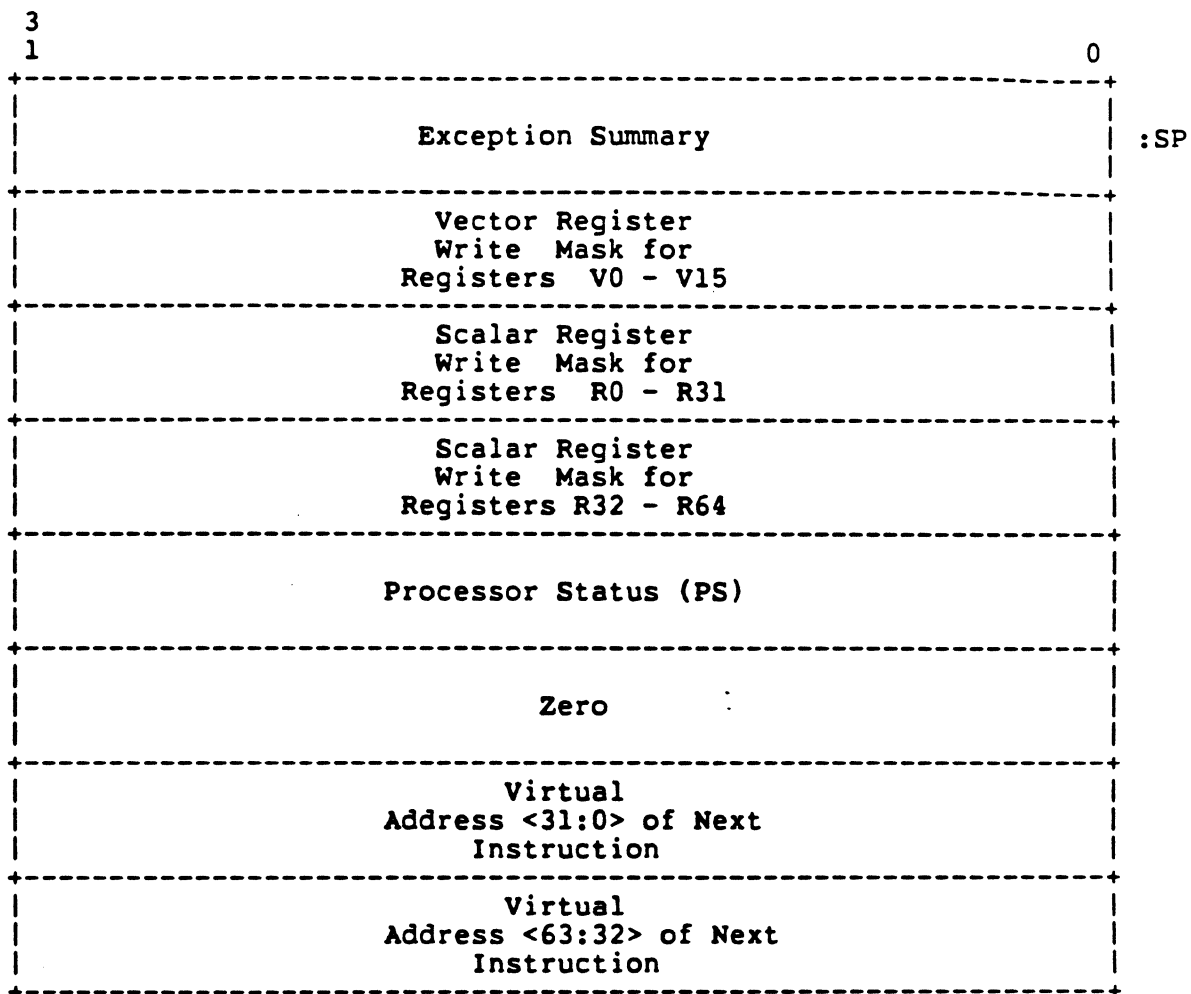 3
1 0
Exception Summary :SP
Vector Register
Write Mask for
Registers V0 - V15
Scalar Register
Write Mask for
Registers R0 - R31
Scalar Register
Write Mask for
Registers R32 - R64
Processor Status (PS)
Zero
Virtual
Address <31:0> of Next
Instruction
Virtual
Address <63:32> of Next
Instruction